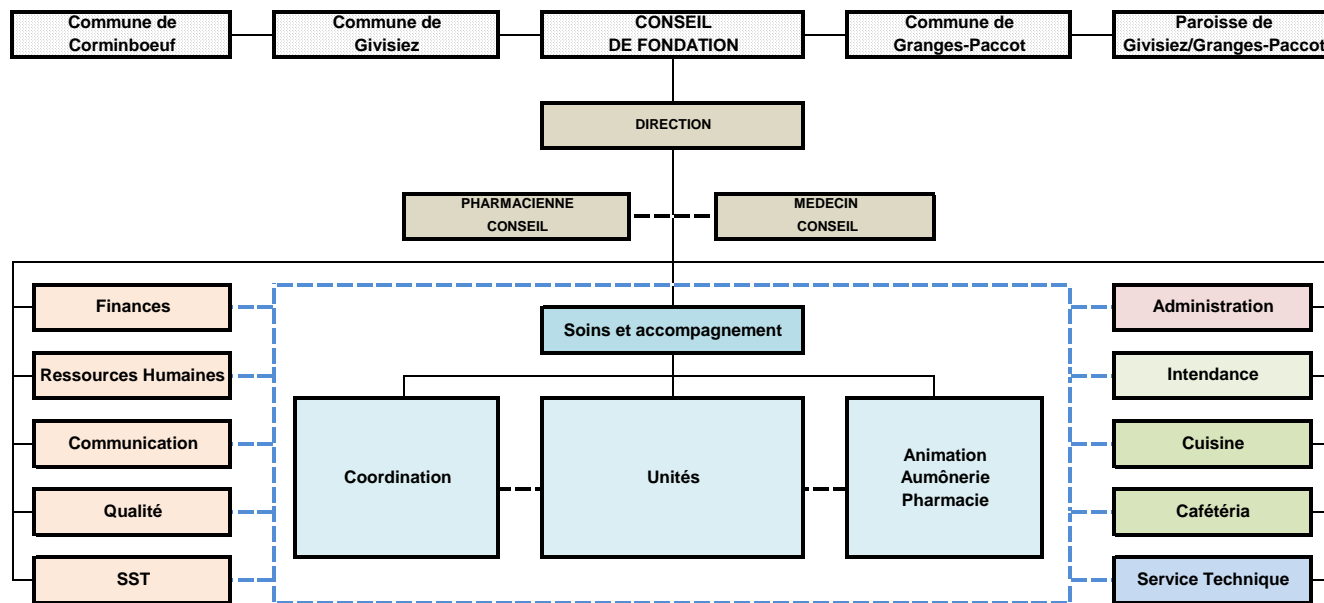 Commune de
Corminboeuf
Commune de
Givisiez
CONSEIL
DE FONDATION
Commune de
Granges-Paccot
Paroisse de
Givisiez/Granges-Paccot
DIRECTION
PHARMACIENNE
CONSEIL
MEDECIN
CONSEIL
Finances
Ressources Humaines
Communication
Qualité
SST
Soins et accompagnement
Coordination
Unités
Animation
Aumônerie
Pharmacie
Administration
Intendance
Cuisine
Cafétéria
Service Technique